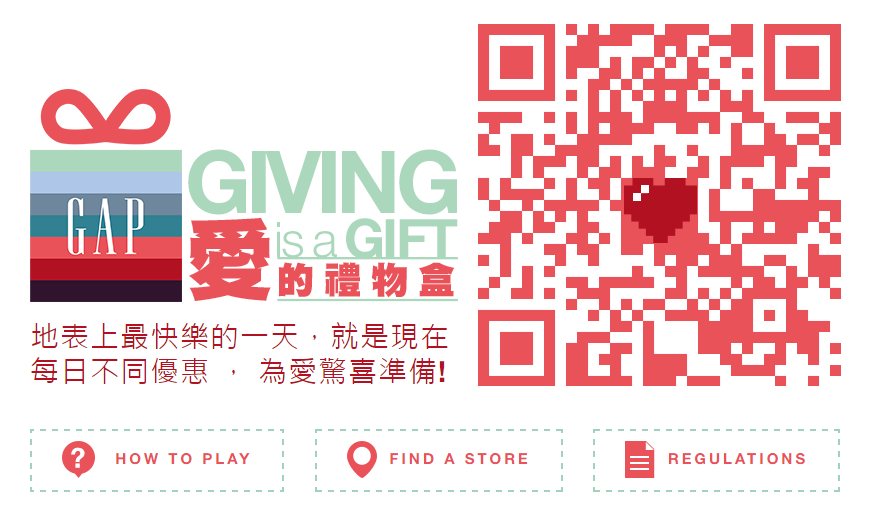 GAP
GIVING
is a GIFT
愛的禮物盒
地表上最快樂的一天，就是現在
每日不同優惠 ， 為愛驚喜準備!
?
HOW TO PLAY
FIND A STORE
REGULATIONS